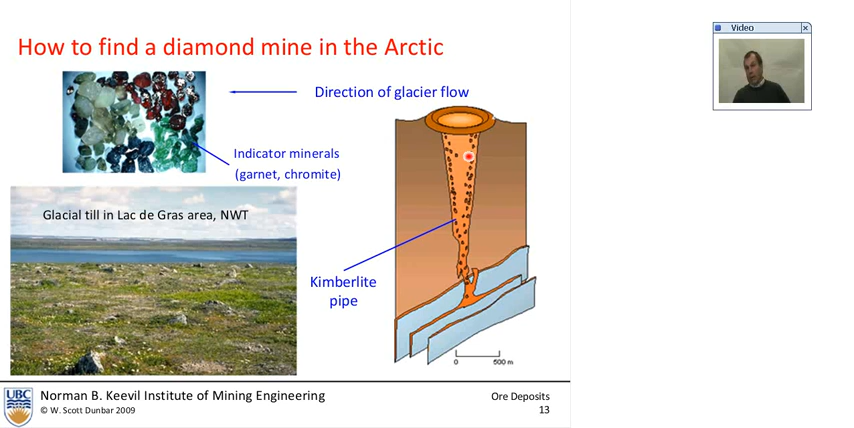 How to find a diamond mine in the Arctic
Direction of glacier flow
Indicator minerals
(garnet, chromite)
Glacial till in Lac de Gras area, NWT
Kimberlite
pipe
0
500 m
UBC
Norman B. Keevil Institute of Mining Engineering
© W. Scott Dunbar 2009
Ore Deposits
13
Video